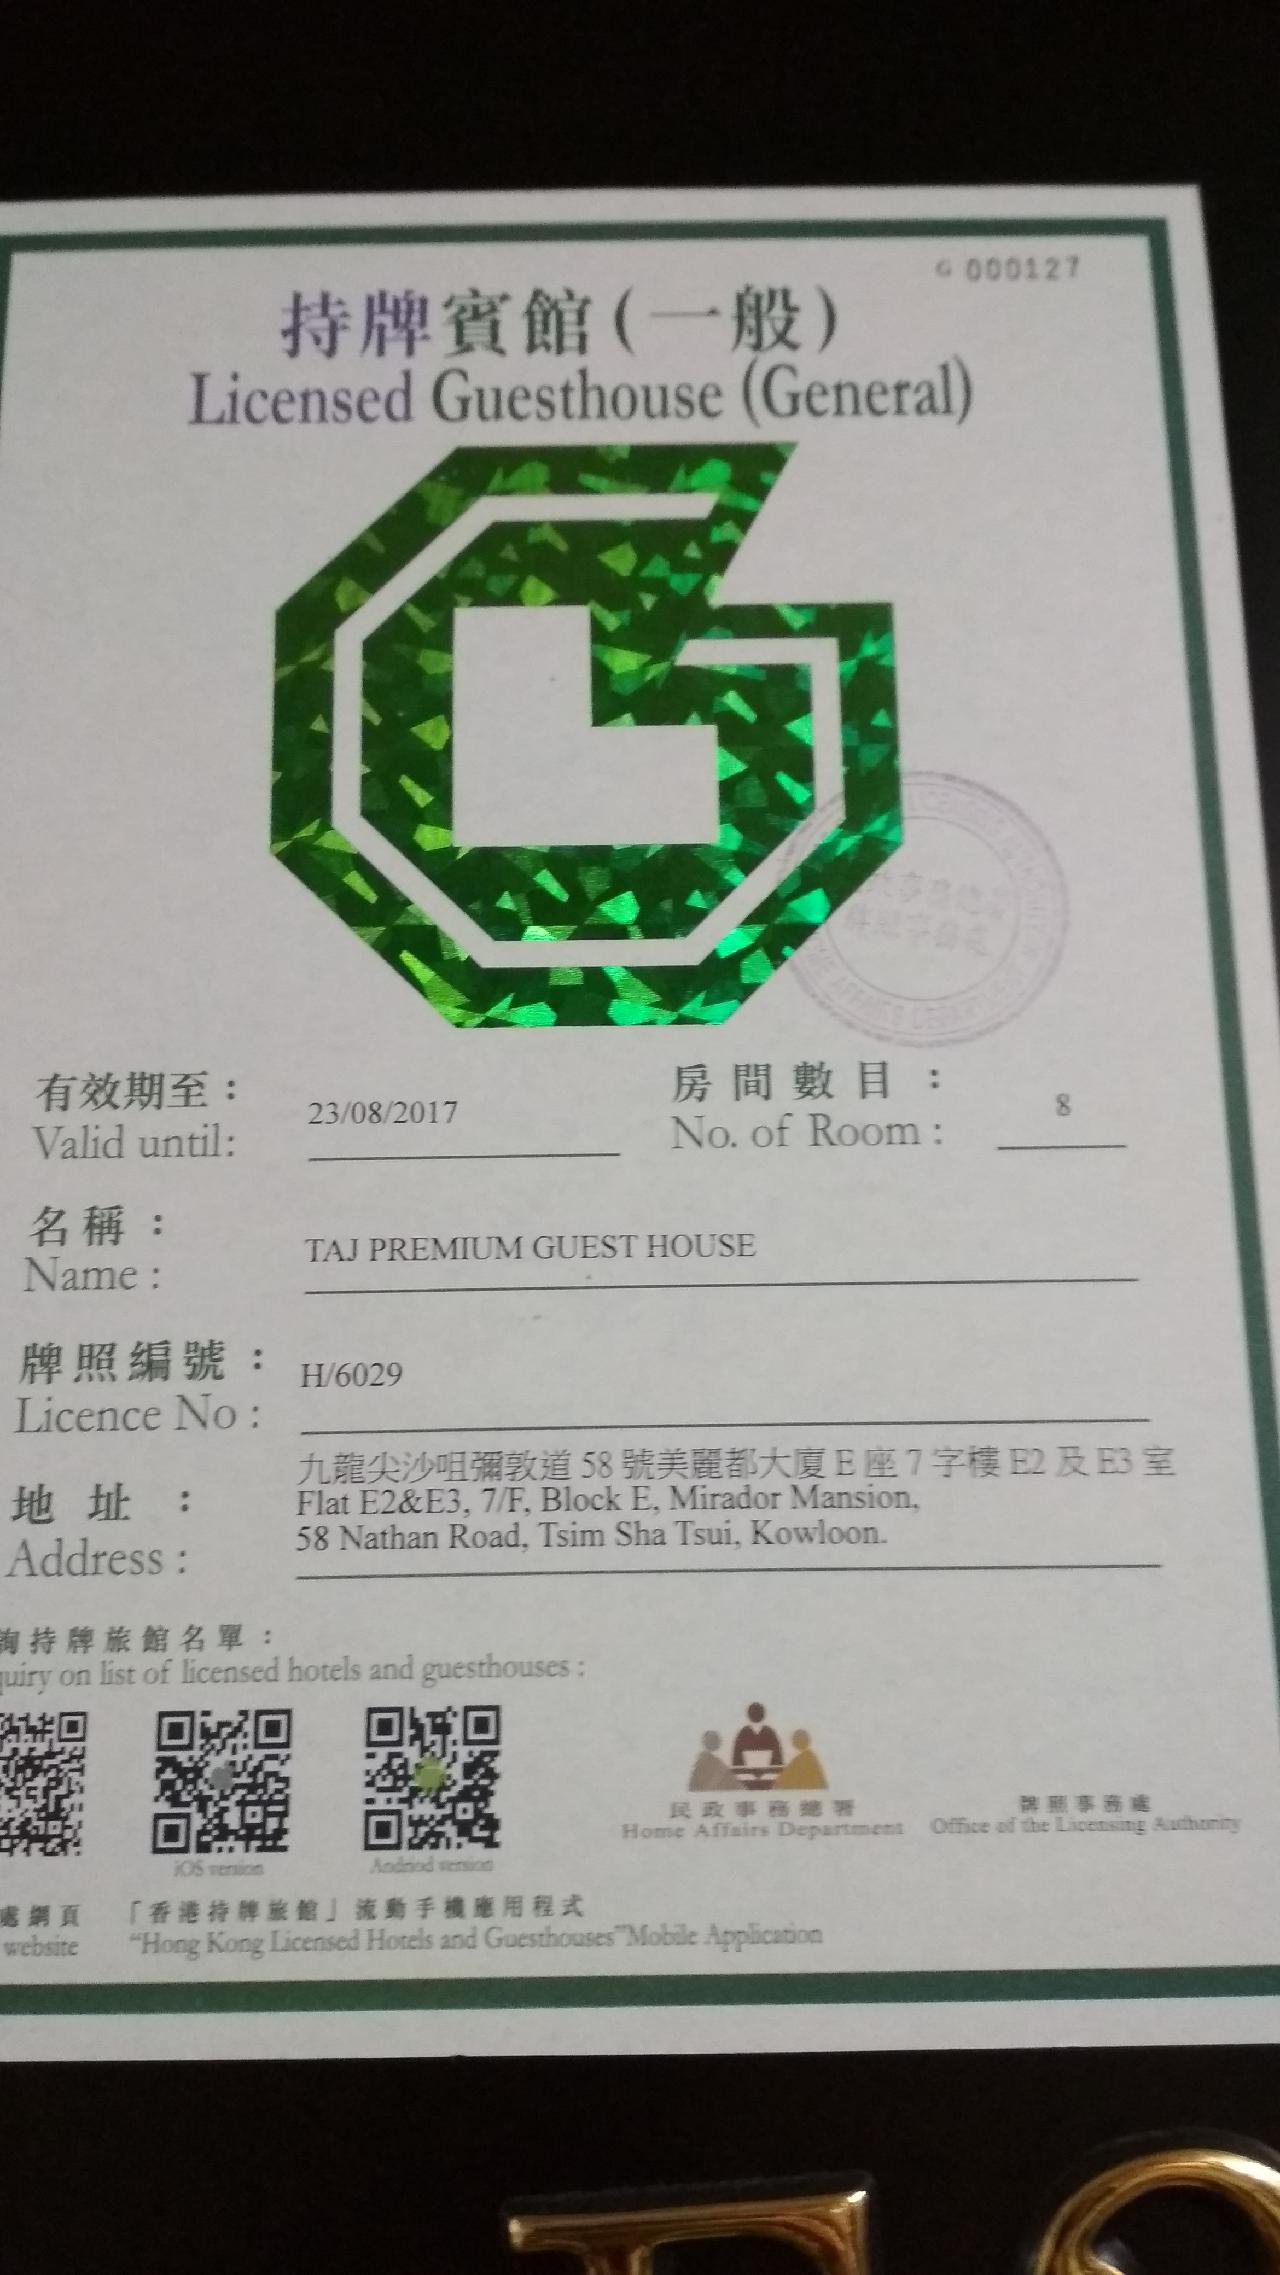 G 000127
持牌賓館(一般)
Licensed Guesthouse (General)
有效期至：
Valid until:
23/08/2017
房間數目：
No. of Room :
8
名稱：
Name :
TAJ PREMIUM GUEST HOUSE
牌照編號：
Licence No :
H/6029
地址：
Address :
九龍尖沙咀彌敦道 58 號美麗都大廈 E 座 7 字樓 E2 及 E3 室
Flat E2&E3, 7/F, Block E, Mirador Mansion,
58 Nathan Road, Tsim Sha Tsui, Kowloon.
詢持牌旅館名單：
quiry on list of licensed hotels and guesthouses :
iOS version
Android version
民政事務總署
Home Affairs Department
牌照事務處
Office of the Licensing Authority
處網頁
website
「香港持牌旅館」流動手機應用程式
“Hong Kong Licensed Hotels and Guesthouses”Mobile Application